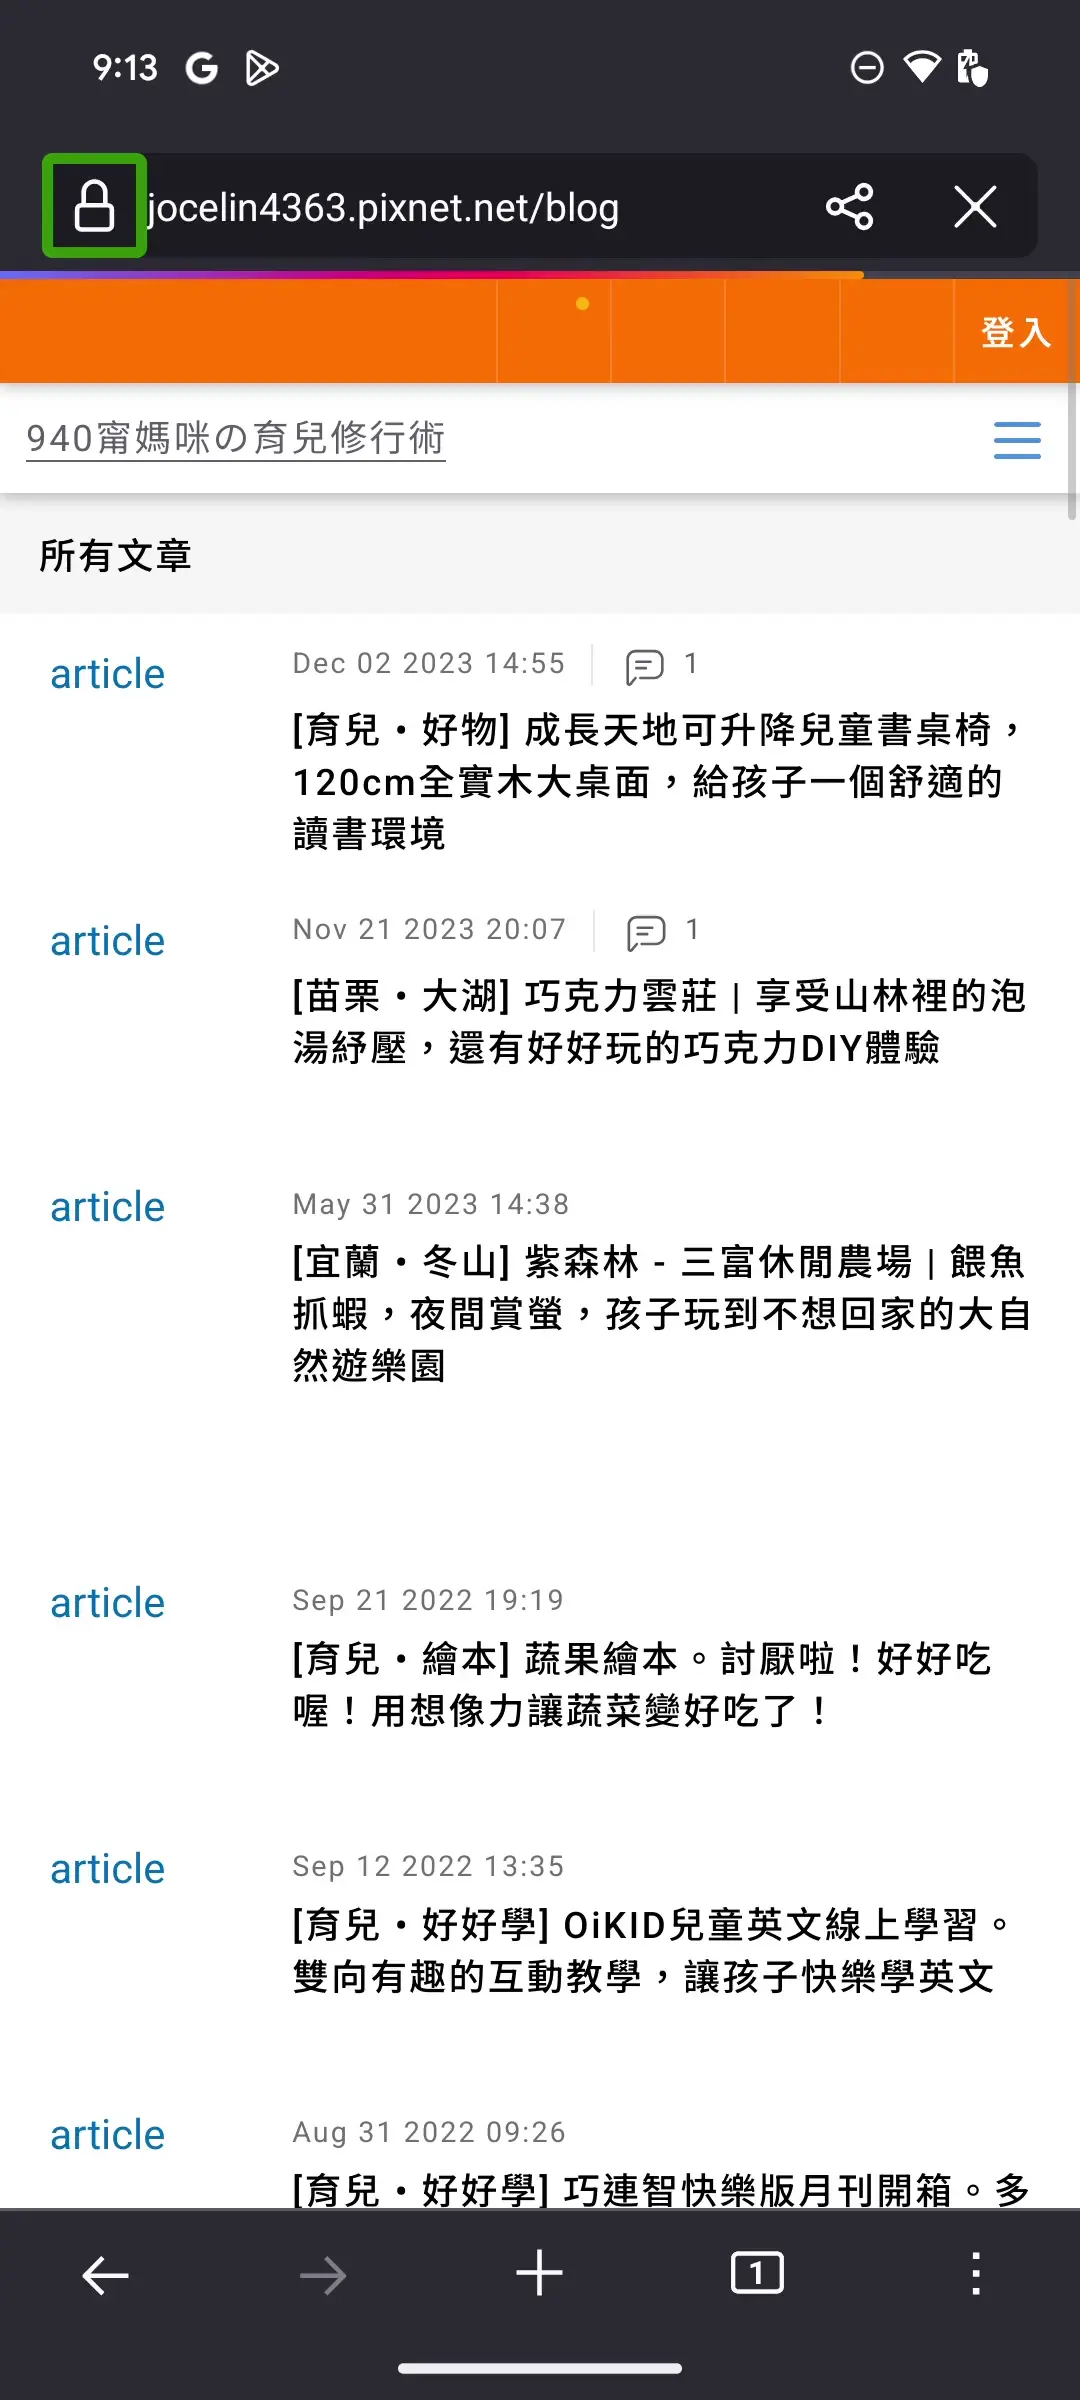 9:13
jocelin4363.pixnet.net/blog
登入
940甯媽咪の育兒修行術
所有文章
article
Dec 02 2023 14:55
1
[育兒・好物] 成長天地可升降兒童書桌椅，
120cm全實木大桌面，給孩子一個舒適的
讀書環境
article
Nov 21 2023 20:07
1
[苗栗・大湖] 巧克力雲莊 | 享受山林裡的泡
湯紓壓，還有好好玩的巧克力DIY體驗
article
May 31 2023 14:38
[宜蘭・冬山] 紫森林 - 三富休閒農場 | 餵魚
抓蝦，夜間賞螢，孩子玩到不想回家的大自
然遊樂園
article
Sep 21 2022 19:19
[育兒・繪本] 蔬果繪本。討厭啦！好好吃
喔！用想像力讓蔬菜變好吃了！
article
Sep 12 2022 13:35
[育兒・好好學] OiKID兒童英文線上學習。
雙向有趣的互動教學，讓孩子快樂學英文
article
Aug 31 2022 09:26
[育兒・好好學] 巧連智快樂版月刊開箱。多
1